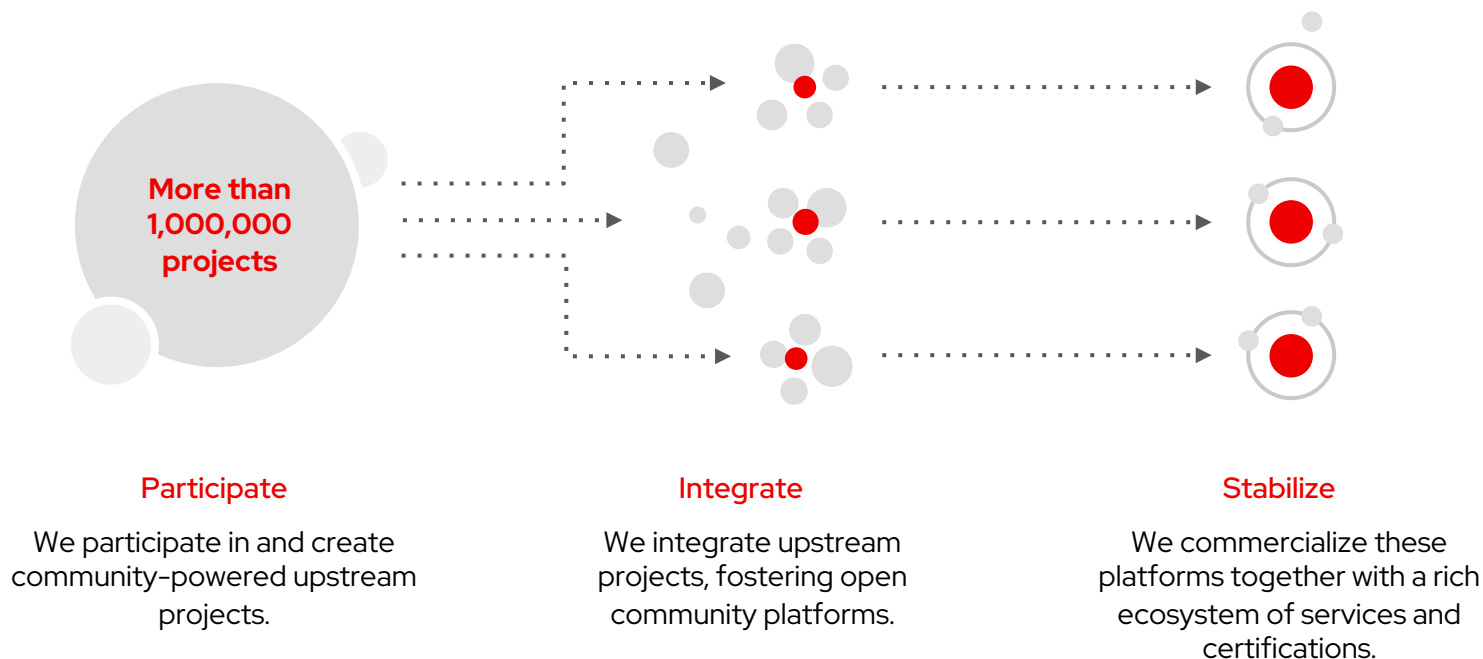 More than
1,000,000
projects
Participate
We participate in and create
community-powered upstream
projects.
Integrate
We integrate upstream
projects, fostering open
community platforms.
Stabilize
We commercialize these
platforms together with a rich
ecosystem of services and
certifications.